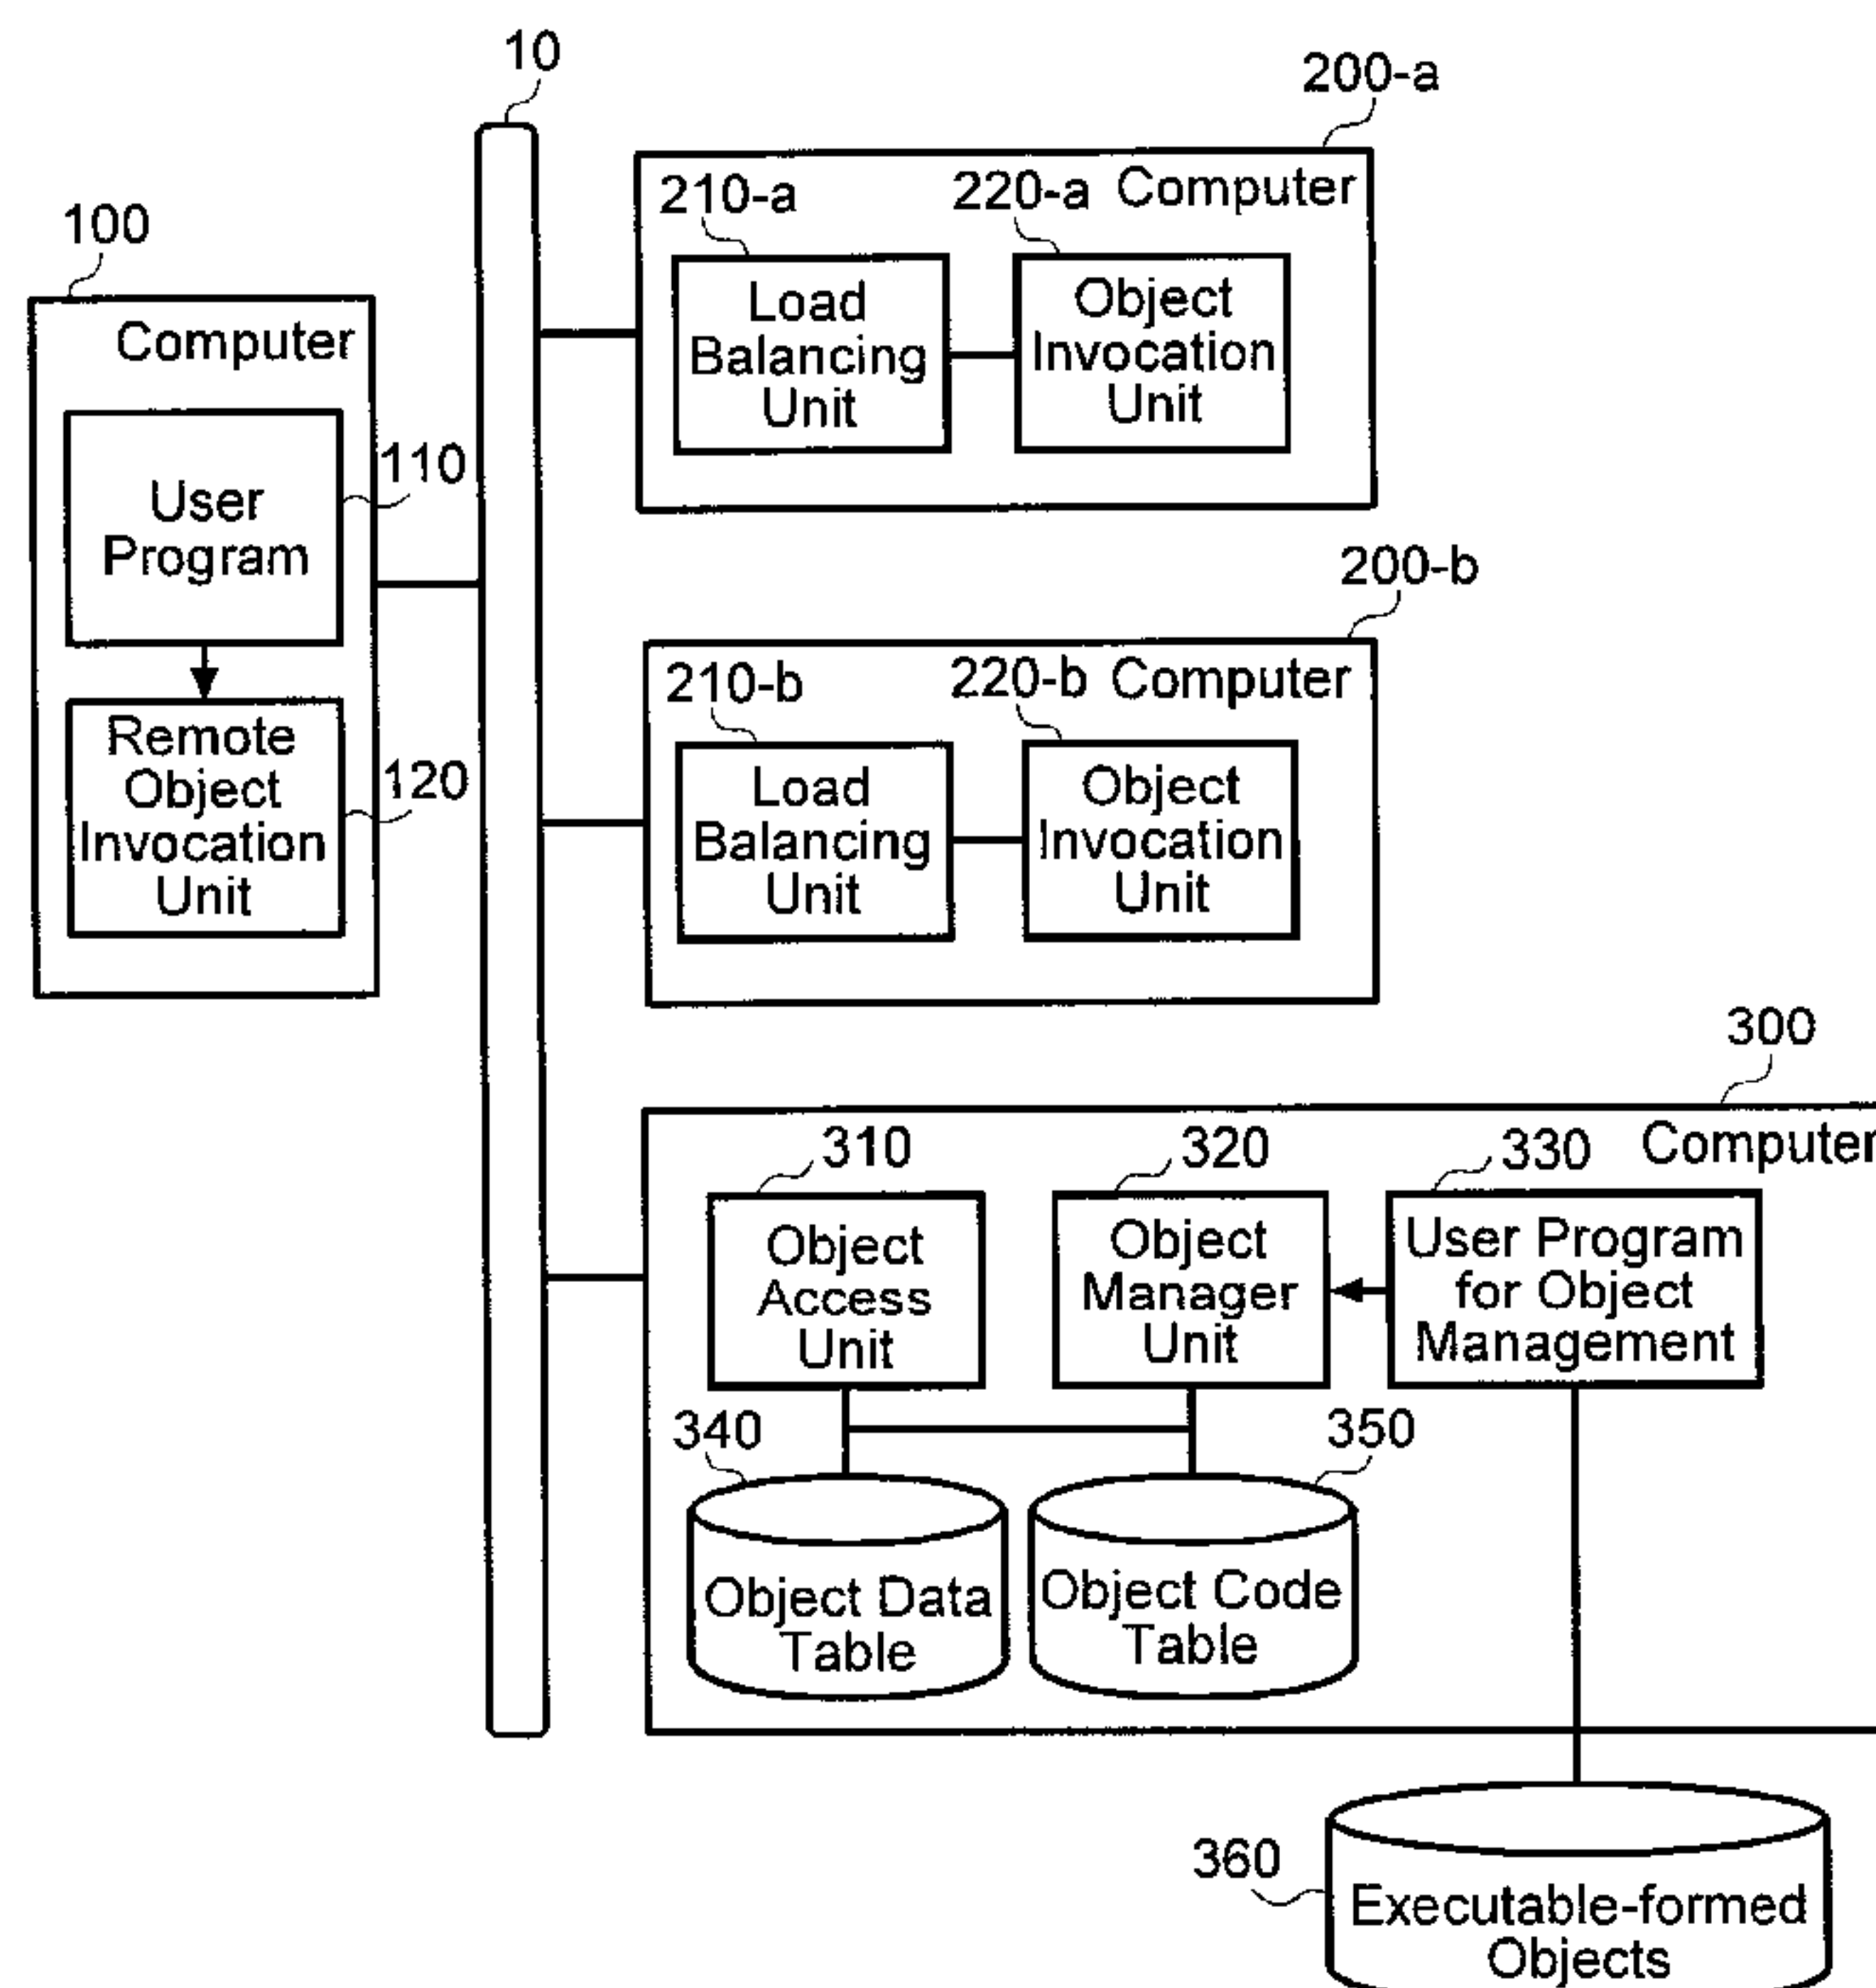 10
200-a
210-a
220-a Computer
100
Load
Balancing
Unit
Object
Invocation
Unit
Computer
110
User
Program
200-b
210-b
220-b Computer
Remote
Object
Invocation
Unit
120
Load
Balancing
Unit
Object
Invocation
Unit
300
310
320
330
Computer
Object
Access
Unit
Object
Manager
Unit
User Program
for Object
Management
340
350
Object Data
Table
Object Code
Table
360
Executable-formed
Objects